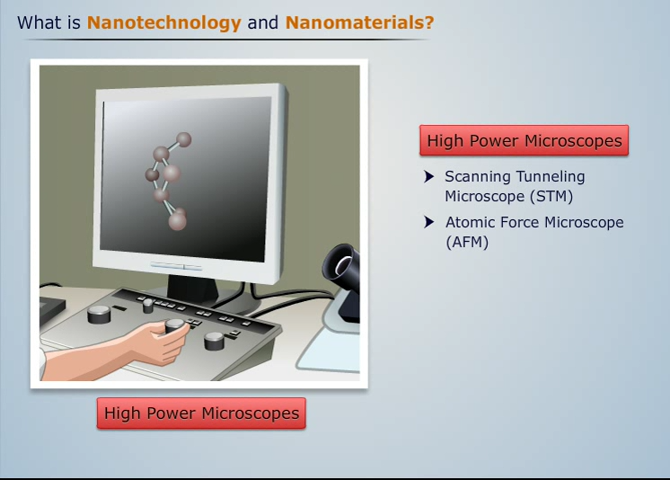 What is Nanotechnology and Nanomaterials?
High Power Microscopes
Scanning Tunneling
Microscope (STM)
Atomic Force Microscope
(AFM)
High Power Microscopes